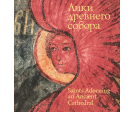 Лики древнего
собора
Saints Adorning
an Ancient
Cathedral